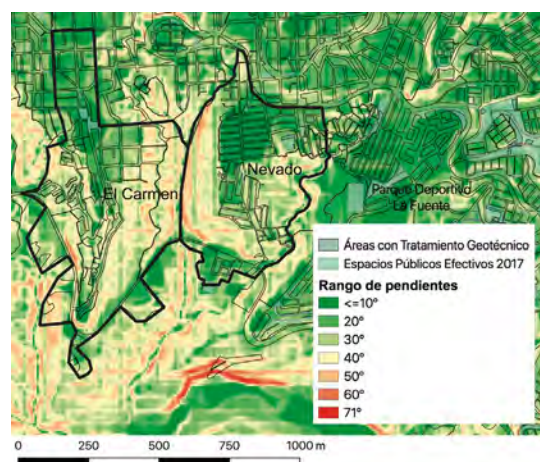 El Carmen
Nevado
Parque Deportivo
La Fuente
Áreas con Tratamiento Geotécnico
Espacios Públicos Efectivos 2017
Rango de pendientes
<=10°
20°
30°
40°
50°
60°
71°
0 250 500 750 1000 m